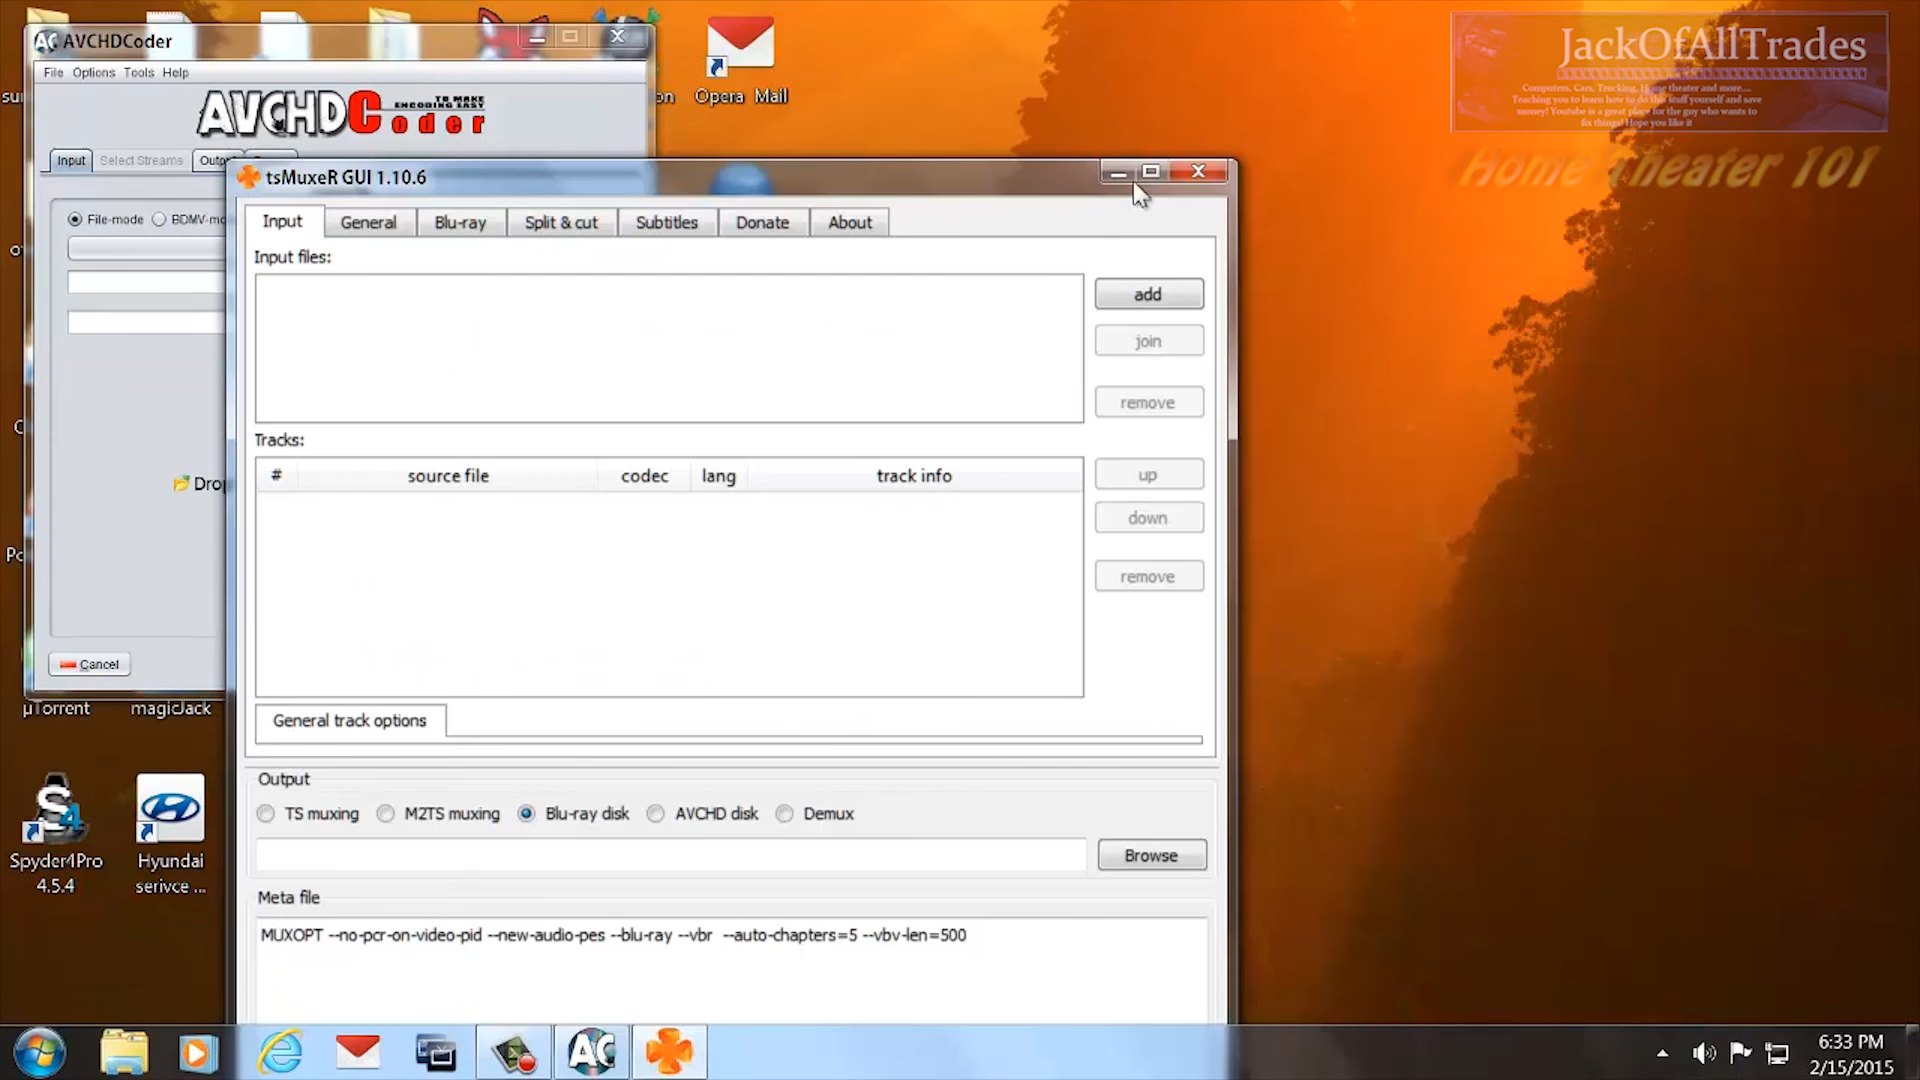 AVCHDCoder
File Options Tools Help
AVCHDCoder
TO MAKE
ENCODING EASY
Input Select Streams
File-mode
Cancel
µTorrent
magicJack
Spyder4Pro
4.5.4
Hyundai
serivce ...
Opera Mail
JackOfAllTrades
Computers, Cars, Trucking, Home theater and more....
Teaching you to learn how to do this stuff yourself and save
money! Youtube is a great place for the guy who wants to
fix things! Hope you like it
Home Theater 101
tsMuxeR GUI 1.10.6
Input General Blu-ray Split & cut Subtitles Donate About
Input files:
add
join
remove
Tracks:
# source file codec lang track info
up
down
remove
General track options
Output
TS muxing M2TS muxing Blu-ray disk AVCHD disk Demux
Browse
Meta file
MUXOPT --no-pcr-on-video-pid --new-audio-pes --blu-ray --vbr --auto-chapters=5 --vbv-len=500
AC
6:33 PM
2/15/2015